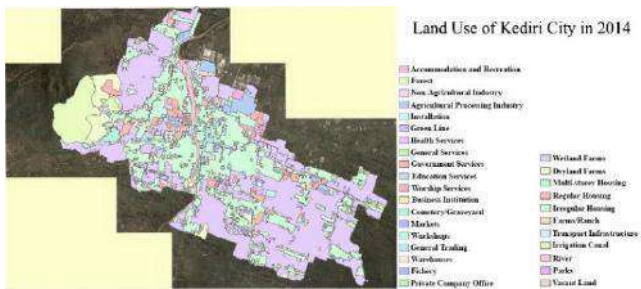 Land Use of Kediri City in 2014
Accommodation and Recreation
Forest
Non Agricultural Industry
Agricultural Processing Industry
Installation
Green Line
Health Services
General Services
Government Services
Education Services
Worship Services
Business Institution
Cemetery/Graveyard
Markets
Workshops
General Trading
Warehouses
Fishery
Private Company Office
Wetland Farms
Dryland Farms
Multi-storey Housing
Regular Housing
Irregular Housing
Farms/Ranch
Transport Infrastructure
Irrigation Canal
River
Parks
Vacant Land